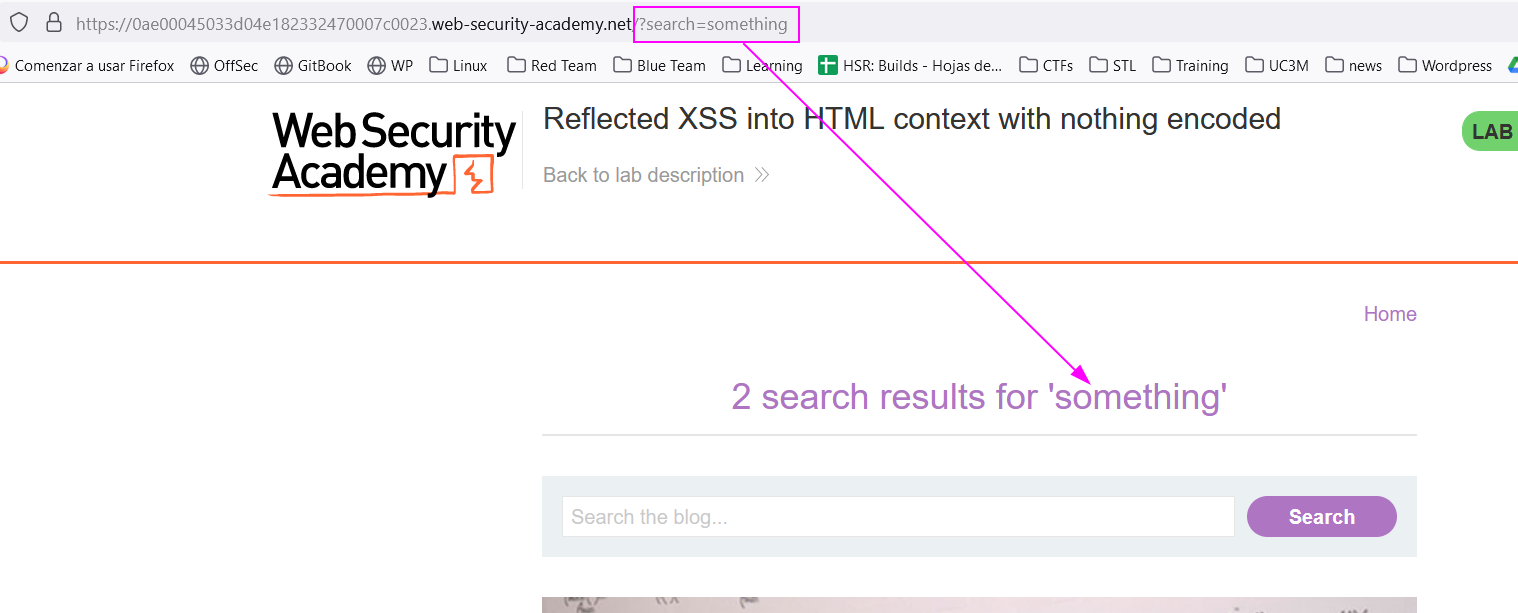 https://0ae00045033d04e182332470007c0023.web-security-academy.net/?search=something
Comenzar a usar Firefox OffSec GitBook WP Linux Red Team Blue Team Learning HSR: Builds - Hojas de... CTFs STL Training UC3M news Wordpress
Web Security
Academy
Reflected XSS into HTML context with nothing encoded
LAB
Back to lab description
Home
2 search results for 'something'
Search the blog...
Search